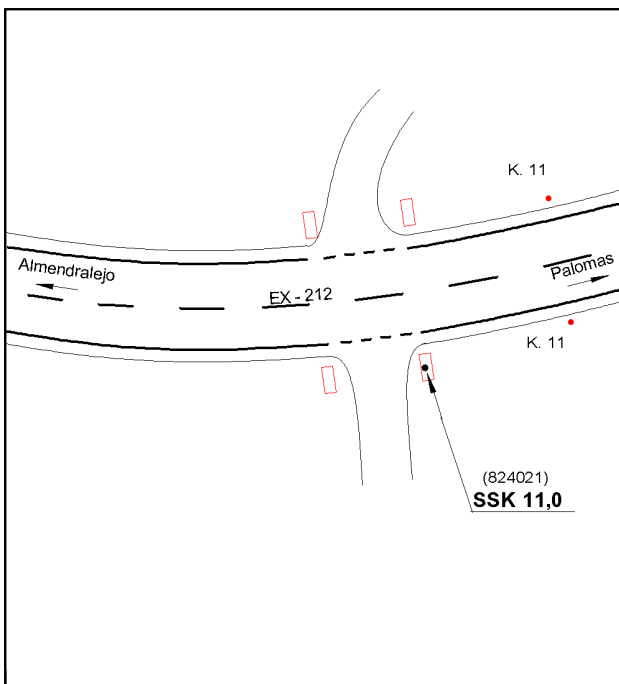 K. 11
Almendralejo
Palomas
EX - 212
K. 11
(824021)
SSK 11,0